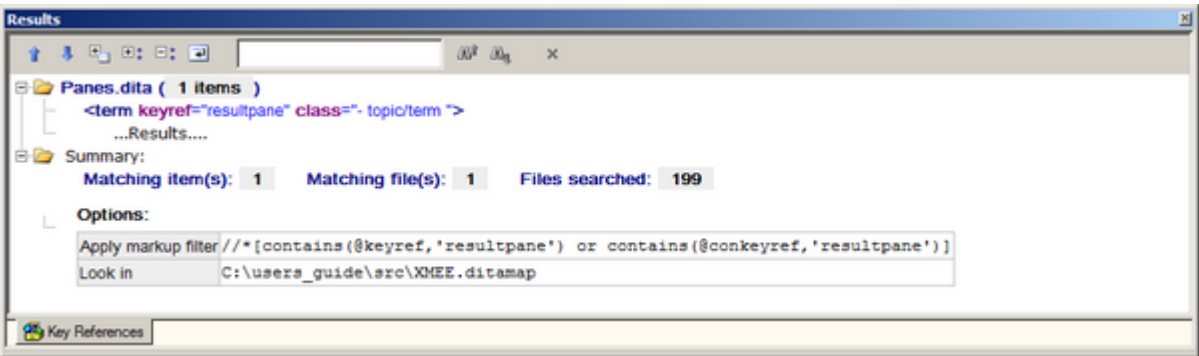 Results
Panes.dita ( 1 items )
<term keyref="resultpane" class="- topic/term ">
...Results....
Summary:
Matching item(s): 1 Matching file(s): 1 Files searched: 199
Options:
Apply markup filter //*[contains(@keyref,'resultpane') or contains(@conkeyref,'resultpane')]
Look in C:\users_guide\src\XMEE.ditamap
Key References